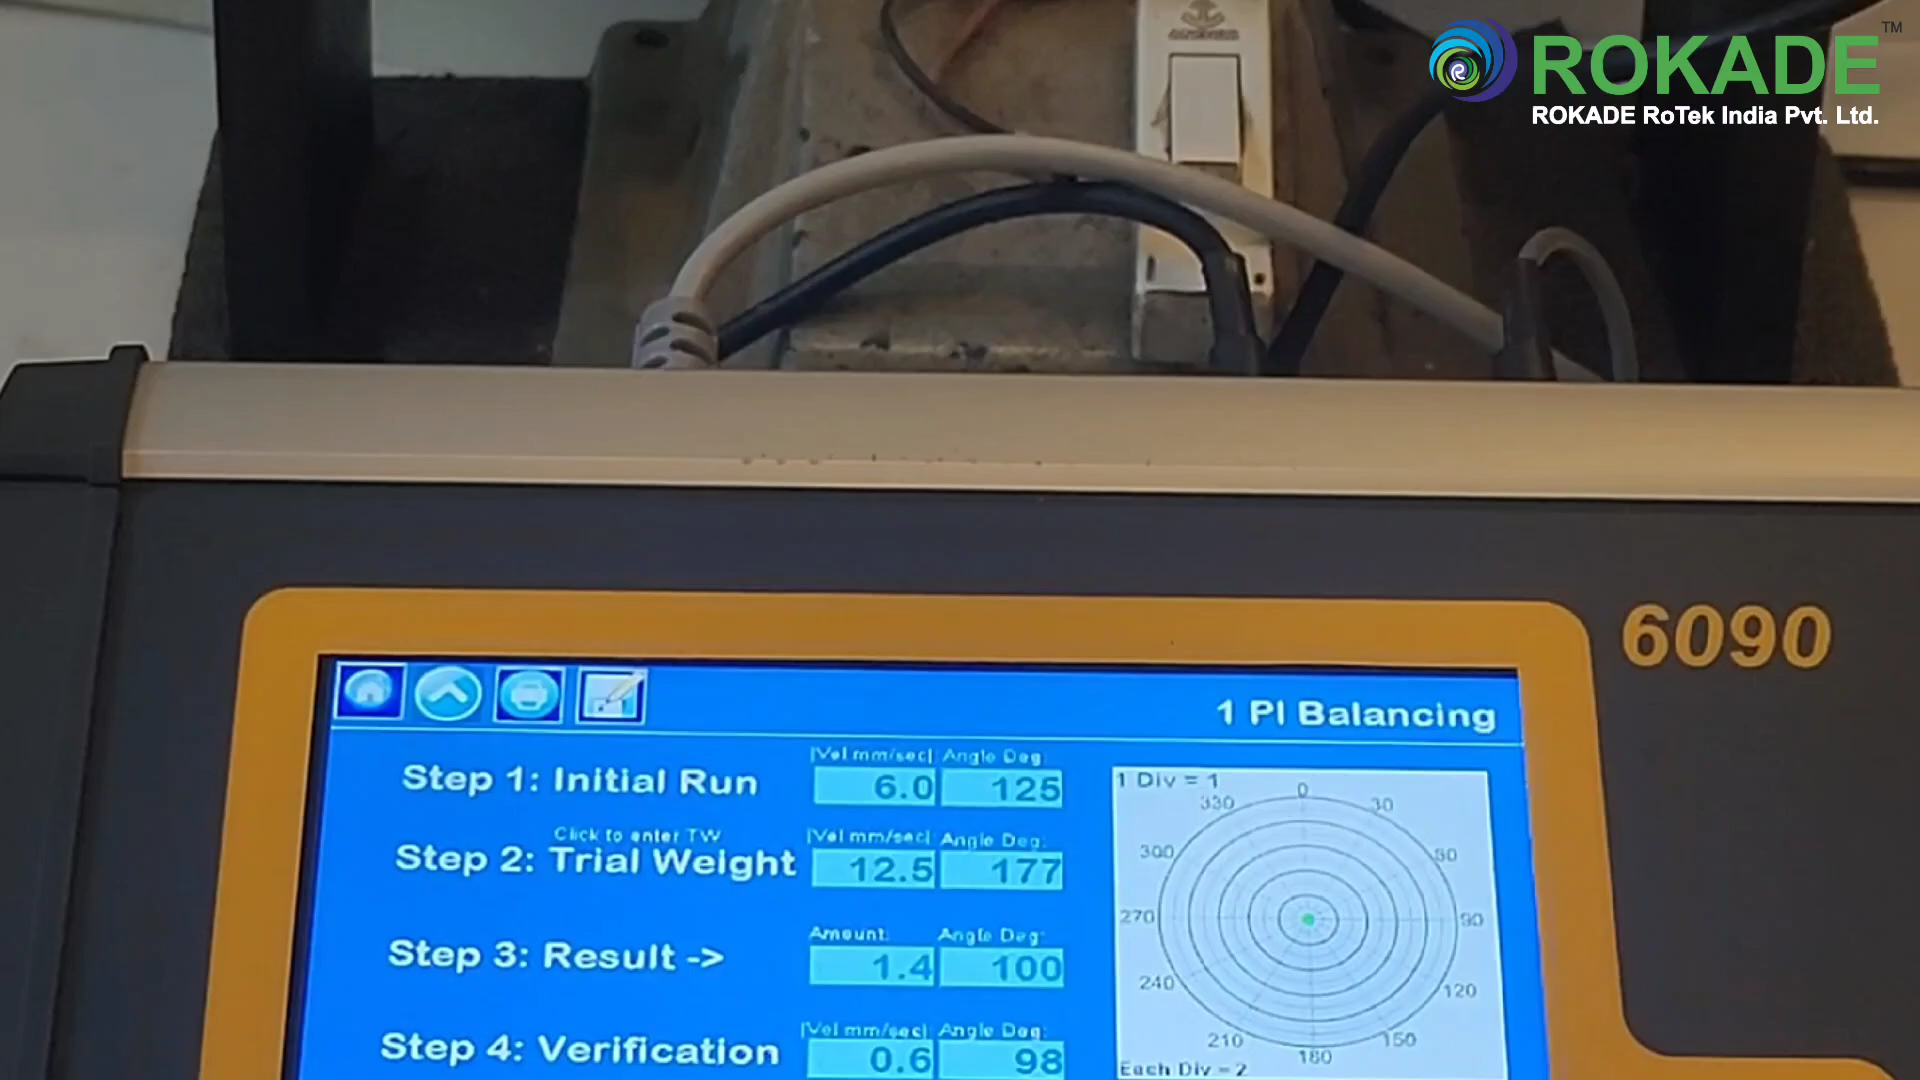 ROKADE TM
ROKADE RoTek India Pvt. Ltd.
6090
1 Pl Balancing
Step 1: Initial Run
|Vel mm/sec| Angle Deg:
6.0 125
Click to enter TW
Step 2: Trial Weight
|Vel mm/sec| Angle Deg:
12.5 177
Step 3: Result ->
Amount: Angle Deg:
1.4 100
Step 4: Verification
|Vel mm/sec| Angle Deg:
0.6 98
1 Div = 1
0
330 30
300 60
270 90
240 120
210 150
180
Each Div = 2